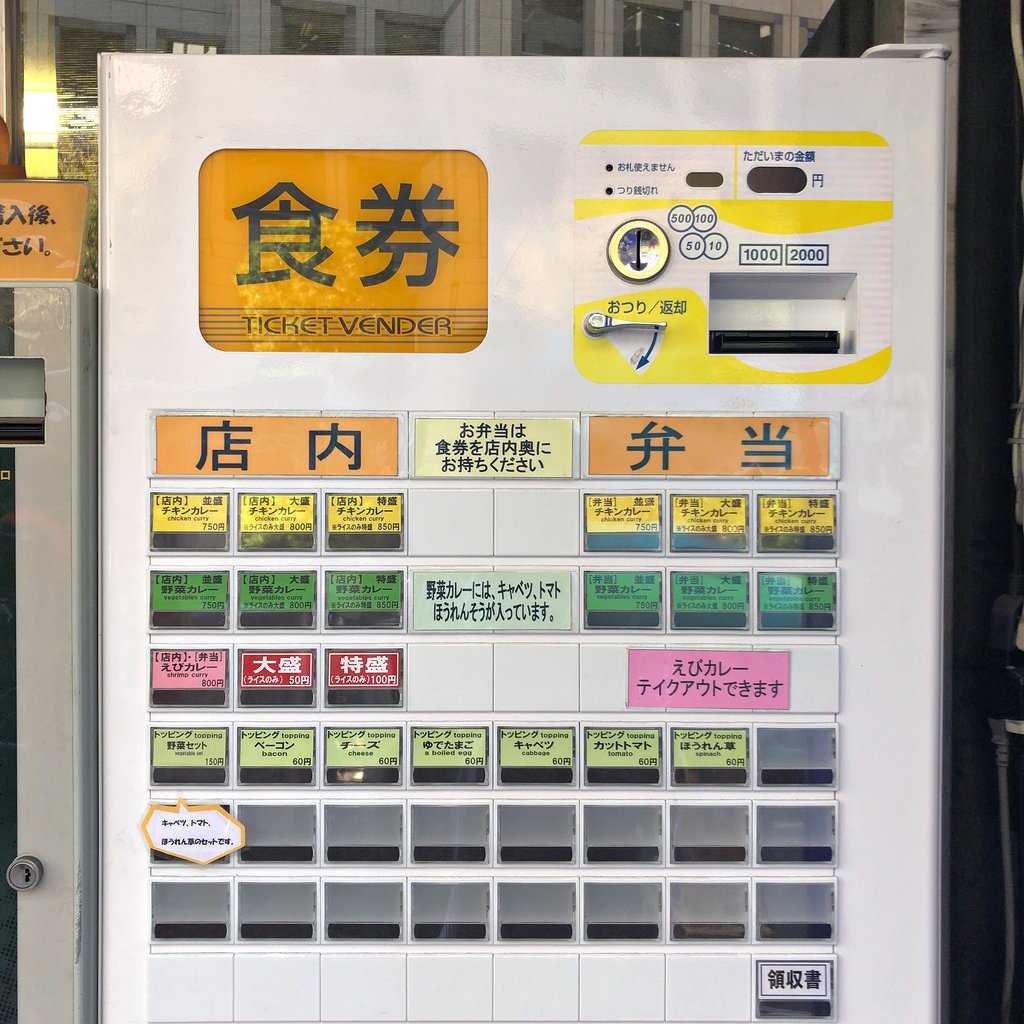 入後、
さい。
食券
TICKET VENDER
お札使えません
つり銭切れ
ただいまの金額
円
500 100
50 10
1000 2000
おつり／返却
店内
お弁当は
食券を店内奥に
お持ちください
弁当
【店内】 並盛
チキンカレー
chicken curry
750円
【店内】 大盛
チキンカレー
chicken curry
※ライスのみ大盛 800円
【店内】 特盛
チキンカレー
chicken curry
※ライスのみ特盛 850円
[弁当] 並盛
チキンカレー
chicken curry
750円
[弁当] 大盛
チキンカレー
chicken curry
※ライスのみ大盛 800円
[弁当] 特盛
チキンカレー
chicken curry
※ライスのみ特盛 850円
【店内】 並盛
野菜カレー
vegetables curry
750円
【店内】 大盛
野菜カレー
vegetables curry
※ライスのみ大盛 800円
【店内】 特盛
野菜カレー
vegetables curry
※ライスのみ特盛 850円
野菜カレーには、キャベツ、トマト
ほうれんそうが入っています。
[弁当] 並盛
野菜カレー
vegetables curry
750円
[弁当] 大盛
野菜カレー
vegetables curry
※ライスのみ大盛 800円
[弁当] 特盛
野菜カレー
vegetables curry
※ライスのみ特盛 850円
【店内】・[弁当]
えびカレー
shrimp curry
800円
大盛
(ライスのみ) 50円
特盛
(ライスのみ)100円
えびカレー
テイクアウトできます
トッピング topping
野菜セット
vegetable set
150円
トッピング topping
ベーコン
bacon
60円
トッピング topping
チーズ
cheese
60円
トッピング topping
ゆでたまご
a boiled egg
60円
トッピング topping
キャベツ
cabbage
60円
トッピング topping
カットトマト
tomato
60円
トッピング topping
ほうれん草
spinach
60円
キャベツ、トマト、
ほうれん草のセットです。
領収書